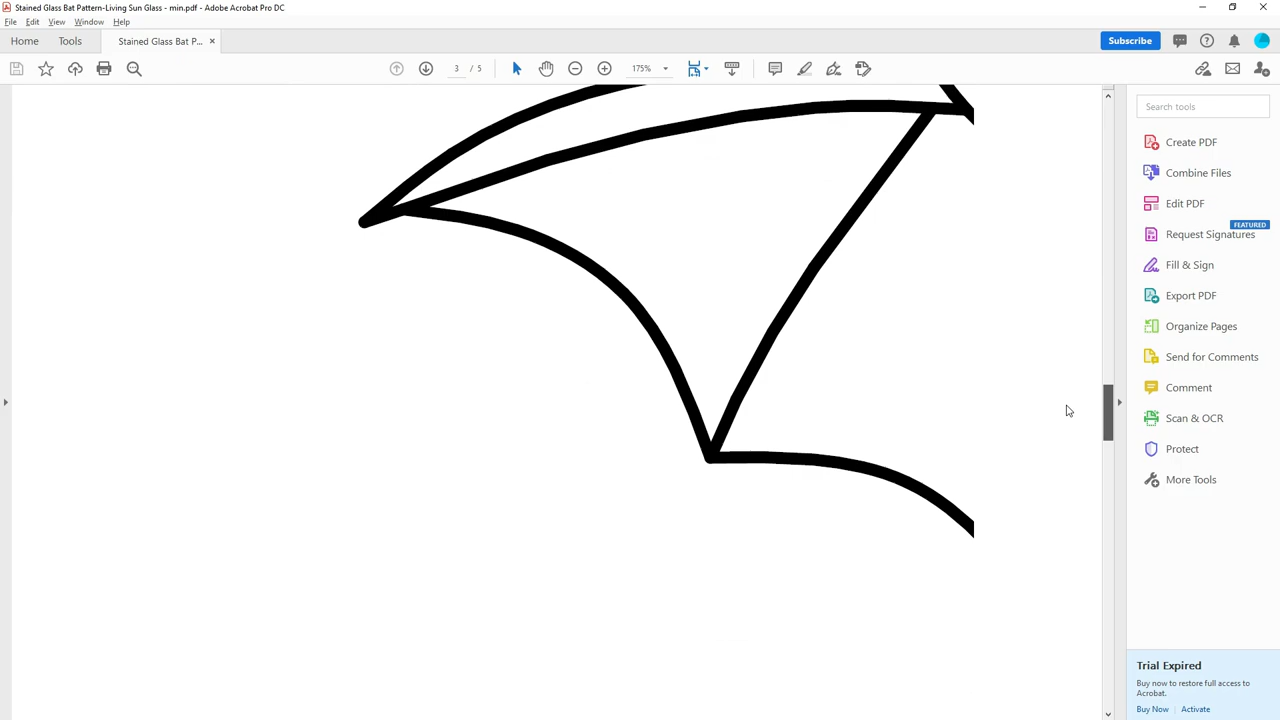 Stained Glass Bat Pattern-Living Sun Glass - min.pdf - Adobe Acrobat Pro DC
File Edit View Window Help
Home Tools Stained Glass Bat P... × Subscribe
3 / 5 175%
Search tools
Create PDF
Combine Files
Edit PDF
FEATURED
Request Signatures
Fill & Sign
Export PDF
Organize Pages
Send for Comments
Comment
Scan & OCR
Protect
More Tools
Trial Expired
Buy now to restore full access to
Acrobat.
Buy Now | Activate